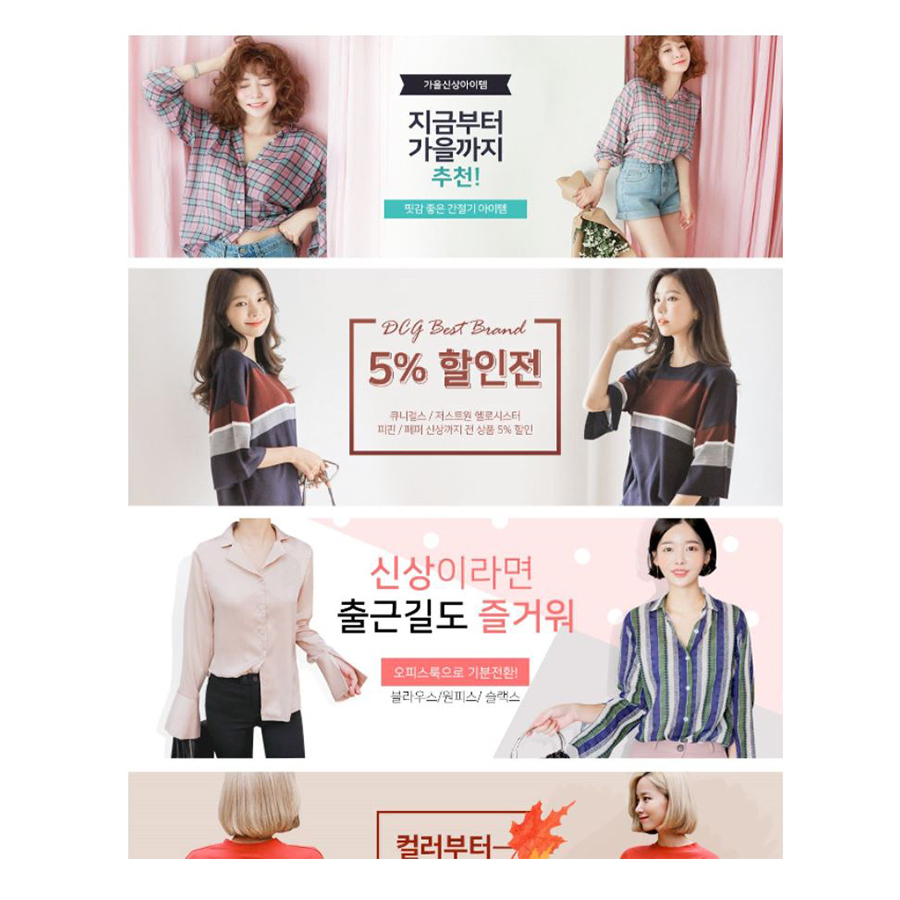 가을신상아이템
지금부터
가을까지
추천!
핏감 좋은 간절기 아이템
DCG Best Brand
5% 할인전
큐니걸스 / 저스트원 헬로시스터
피핀 / 페퍼 신상까지 전 상품 5% 할인
신상이라면
출근길도 즐거워
오피스룩으로 기분전환!
블라우스/원피스/ 슬랙스
컬러부터